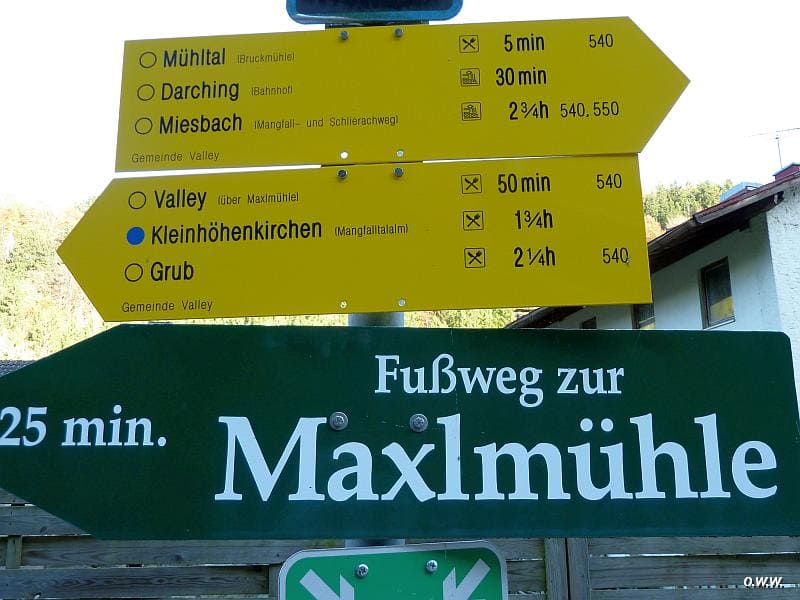 Mühltal (Bruckmühle) 5 min 540
Darching (Bahnhof) 30 min
Miesbach (Mangfall- und Schlierachweg) 2¾h 540, 550
Gemeinde Valley
Valley (über Maxlmühle) 50 min 540
Kleinhöhenkirchen (Mangfalltalalm) 1¾h
Grub 2¼h 540
Gemeinde Valley
Fußweg zur
25 min. Maxlmühle
o.w.w.